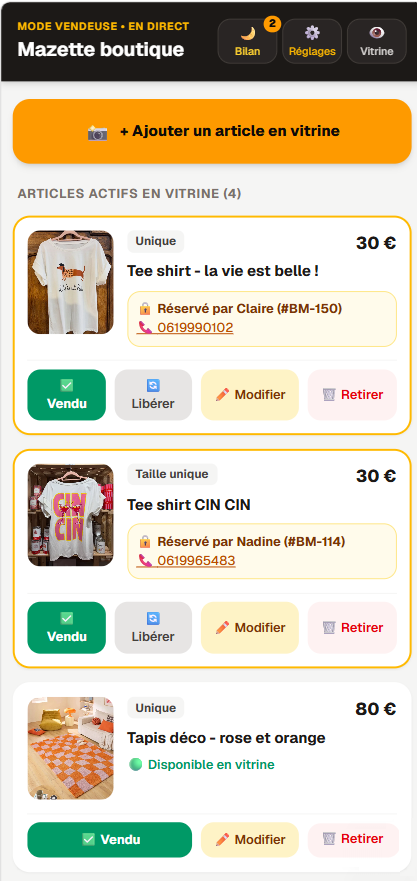 MODE VENDEUSE • EN DIRECT
Mazette boutique
Bilan
2
Réglages
Vitrine
+ Ajouter un article en vitrine
ARTICLES ACTIFS EN VITRINE (4)
Unique
30 €
Tee shirt - la vie est belle !
Réservé par Claire (#BM-150)
0619990102
Vendu
Libérer
Modifier
Retirer
Taille unique
30 €
CIN
CIN
Tee shirt CIN CIN
Réservé par Nadine (#BM-114)
0619965483
Vendu
Libérer
Modifier
Retirer
Unique
80 €
Tapis déco - rose et orange
Disponible en vitrine
Vendu
Modifier
Retirer